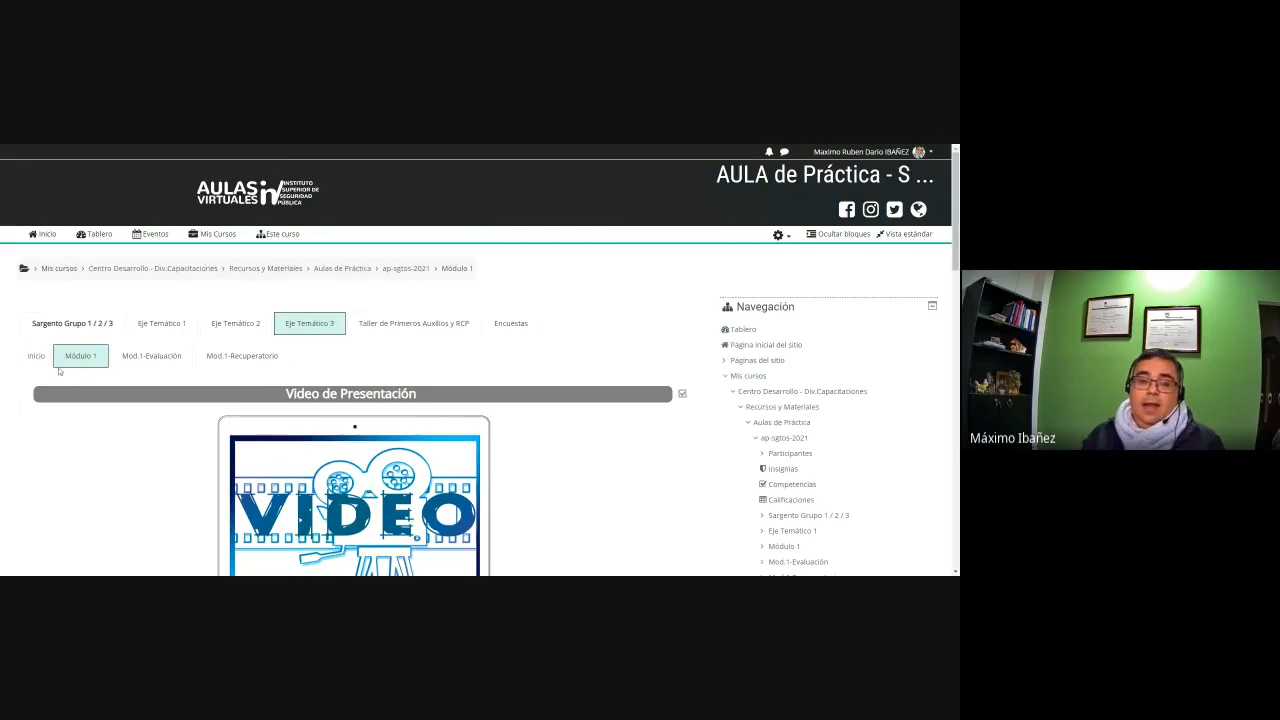 Maximo Ruben Dario IBAÑEZ
AULAS
VIRTUALES
INSTITUTO
SUPERIOR DE
SEGURIDAD
PÚBLICA
AULA de Práctica - S ...
Inicio
Tablero
Eventos
Mis Cursos
Este curso
Ocultar bloques
Vista estándar
Mis cursos
Centro Desarrollo - Div.Capacitaciones
Recursos y Materiales
Aulas de Práctica
ap-sgtos-2021
Módulo 1
Sargento Grupo 1 / 2 / 3
Eje Temático 1
Eje Temático 2
Eje Temático 3
Taller de Primeros Auxilios y RCP
Encuestas
Inicio
Módulo 1
Mod.1-Evaluación
Mod.1-Recuperatorio
Video de Presentación
VIDEO
Navegación
Tablero
Página inicial del sitio
Páginas del sitio
Mis cursos
Centro Desarrollo - Div.Capacitaciones
Recursos y Materiales
Aulas de Práctica
ap-sgtos-2021
Participantes
Insignias
Competencias
Calificaciones
Sargento Grupo 1 / 2 / 3
Eje Temático 1
Módulo 1
Mod.1-Evaluación
Máximo Ibañez